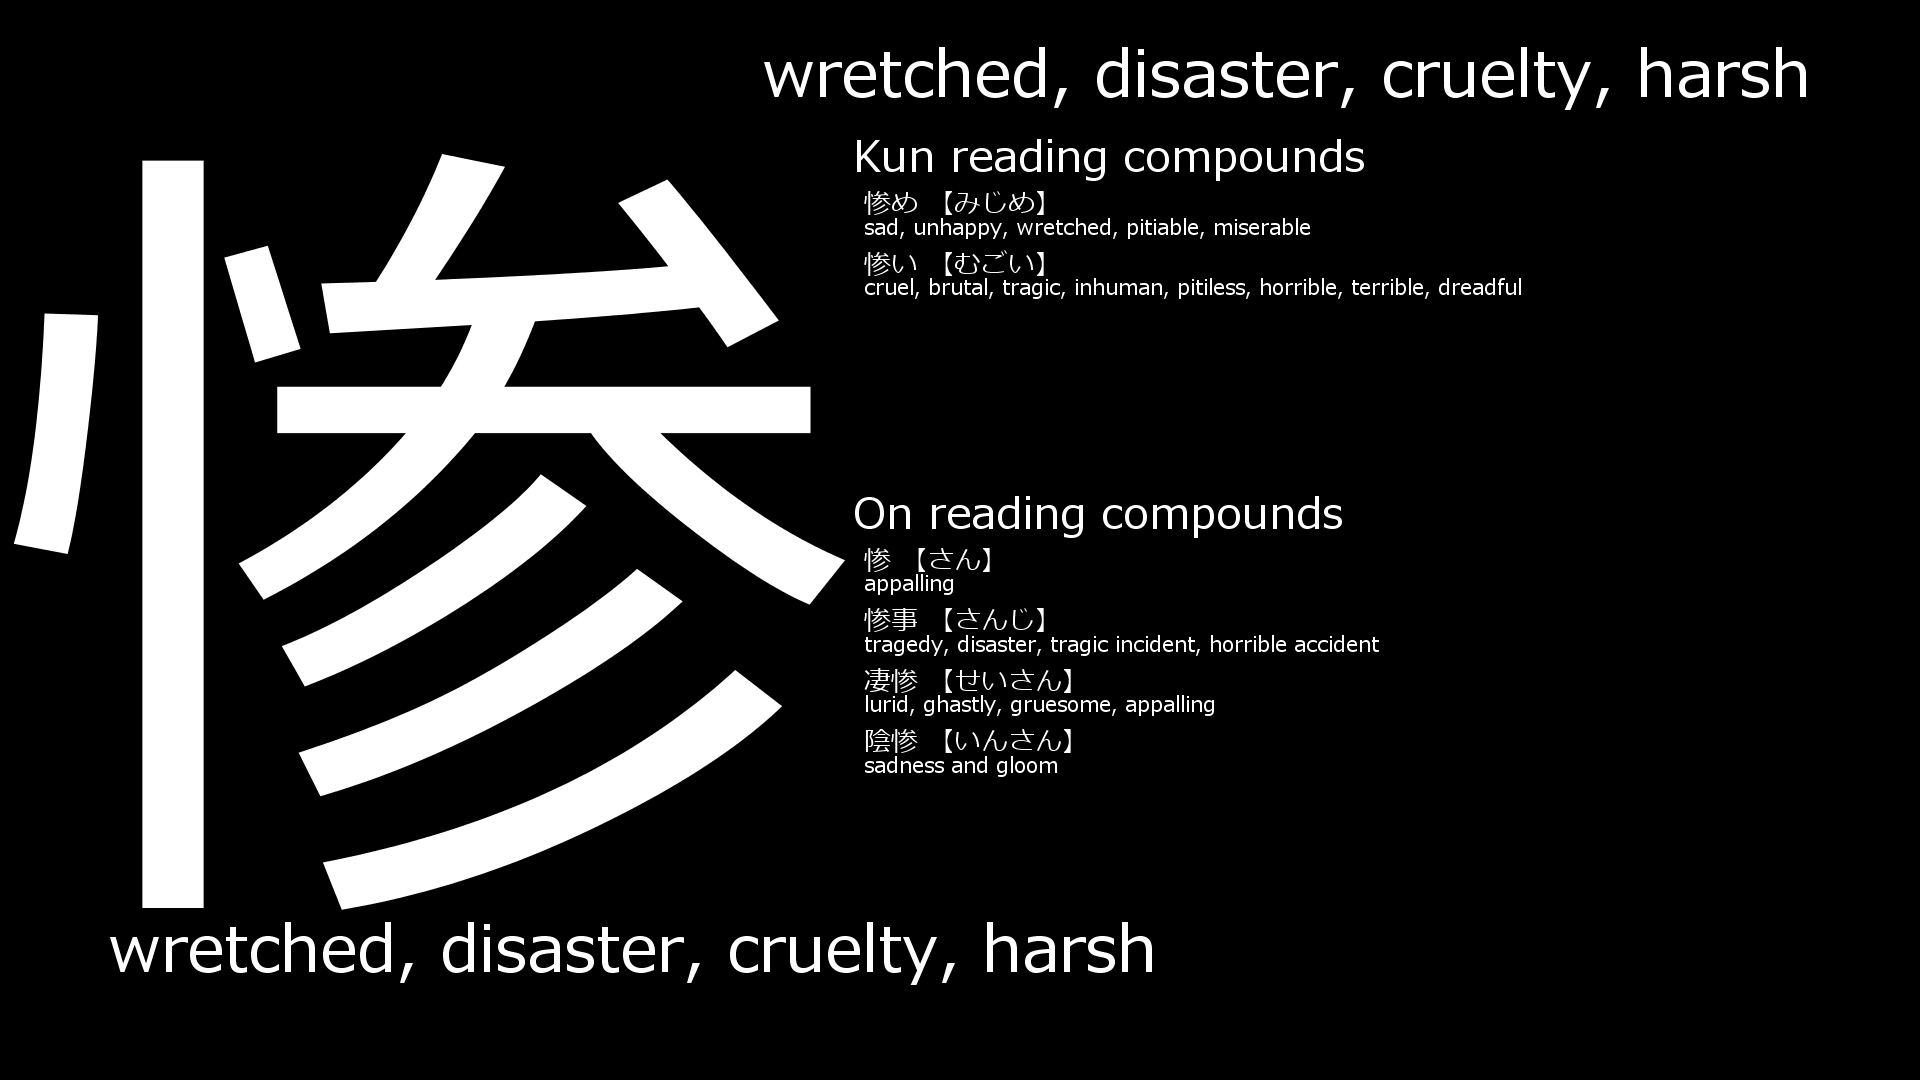 wretched, disaster, cruelty, harsh
惨
Kun reading compounds
惨め 【みじめ】
sad, unhappy, wretched, pitiable, miserable
惨い 【むごい】
cruel, brutal, tragic, inhuman, pitiless, horrible, terrible, dreadful
On reading compounds
惨 【さん】
appalling
惨事 【さんじ】
tragedy, disaster, tragic incident, horrible accident
凄惨 【せいさん】
lurid, ghastly, gruesome, appalling
陰惨 【いんさん】
sadness and gloom
wretched, disaster, cruelty, harsh